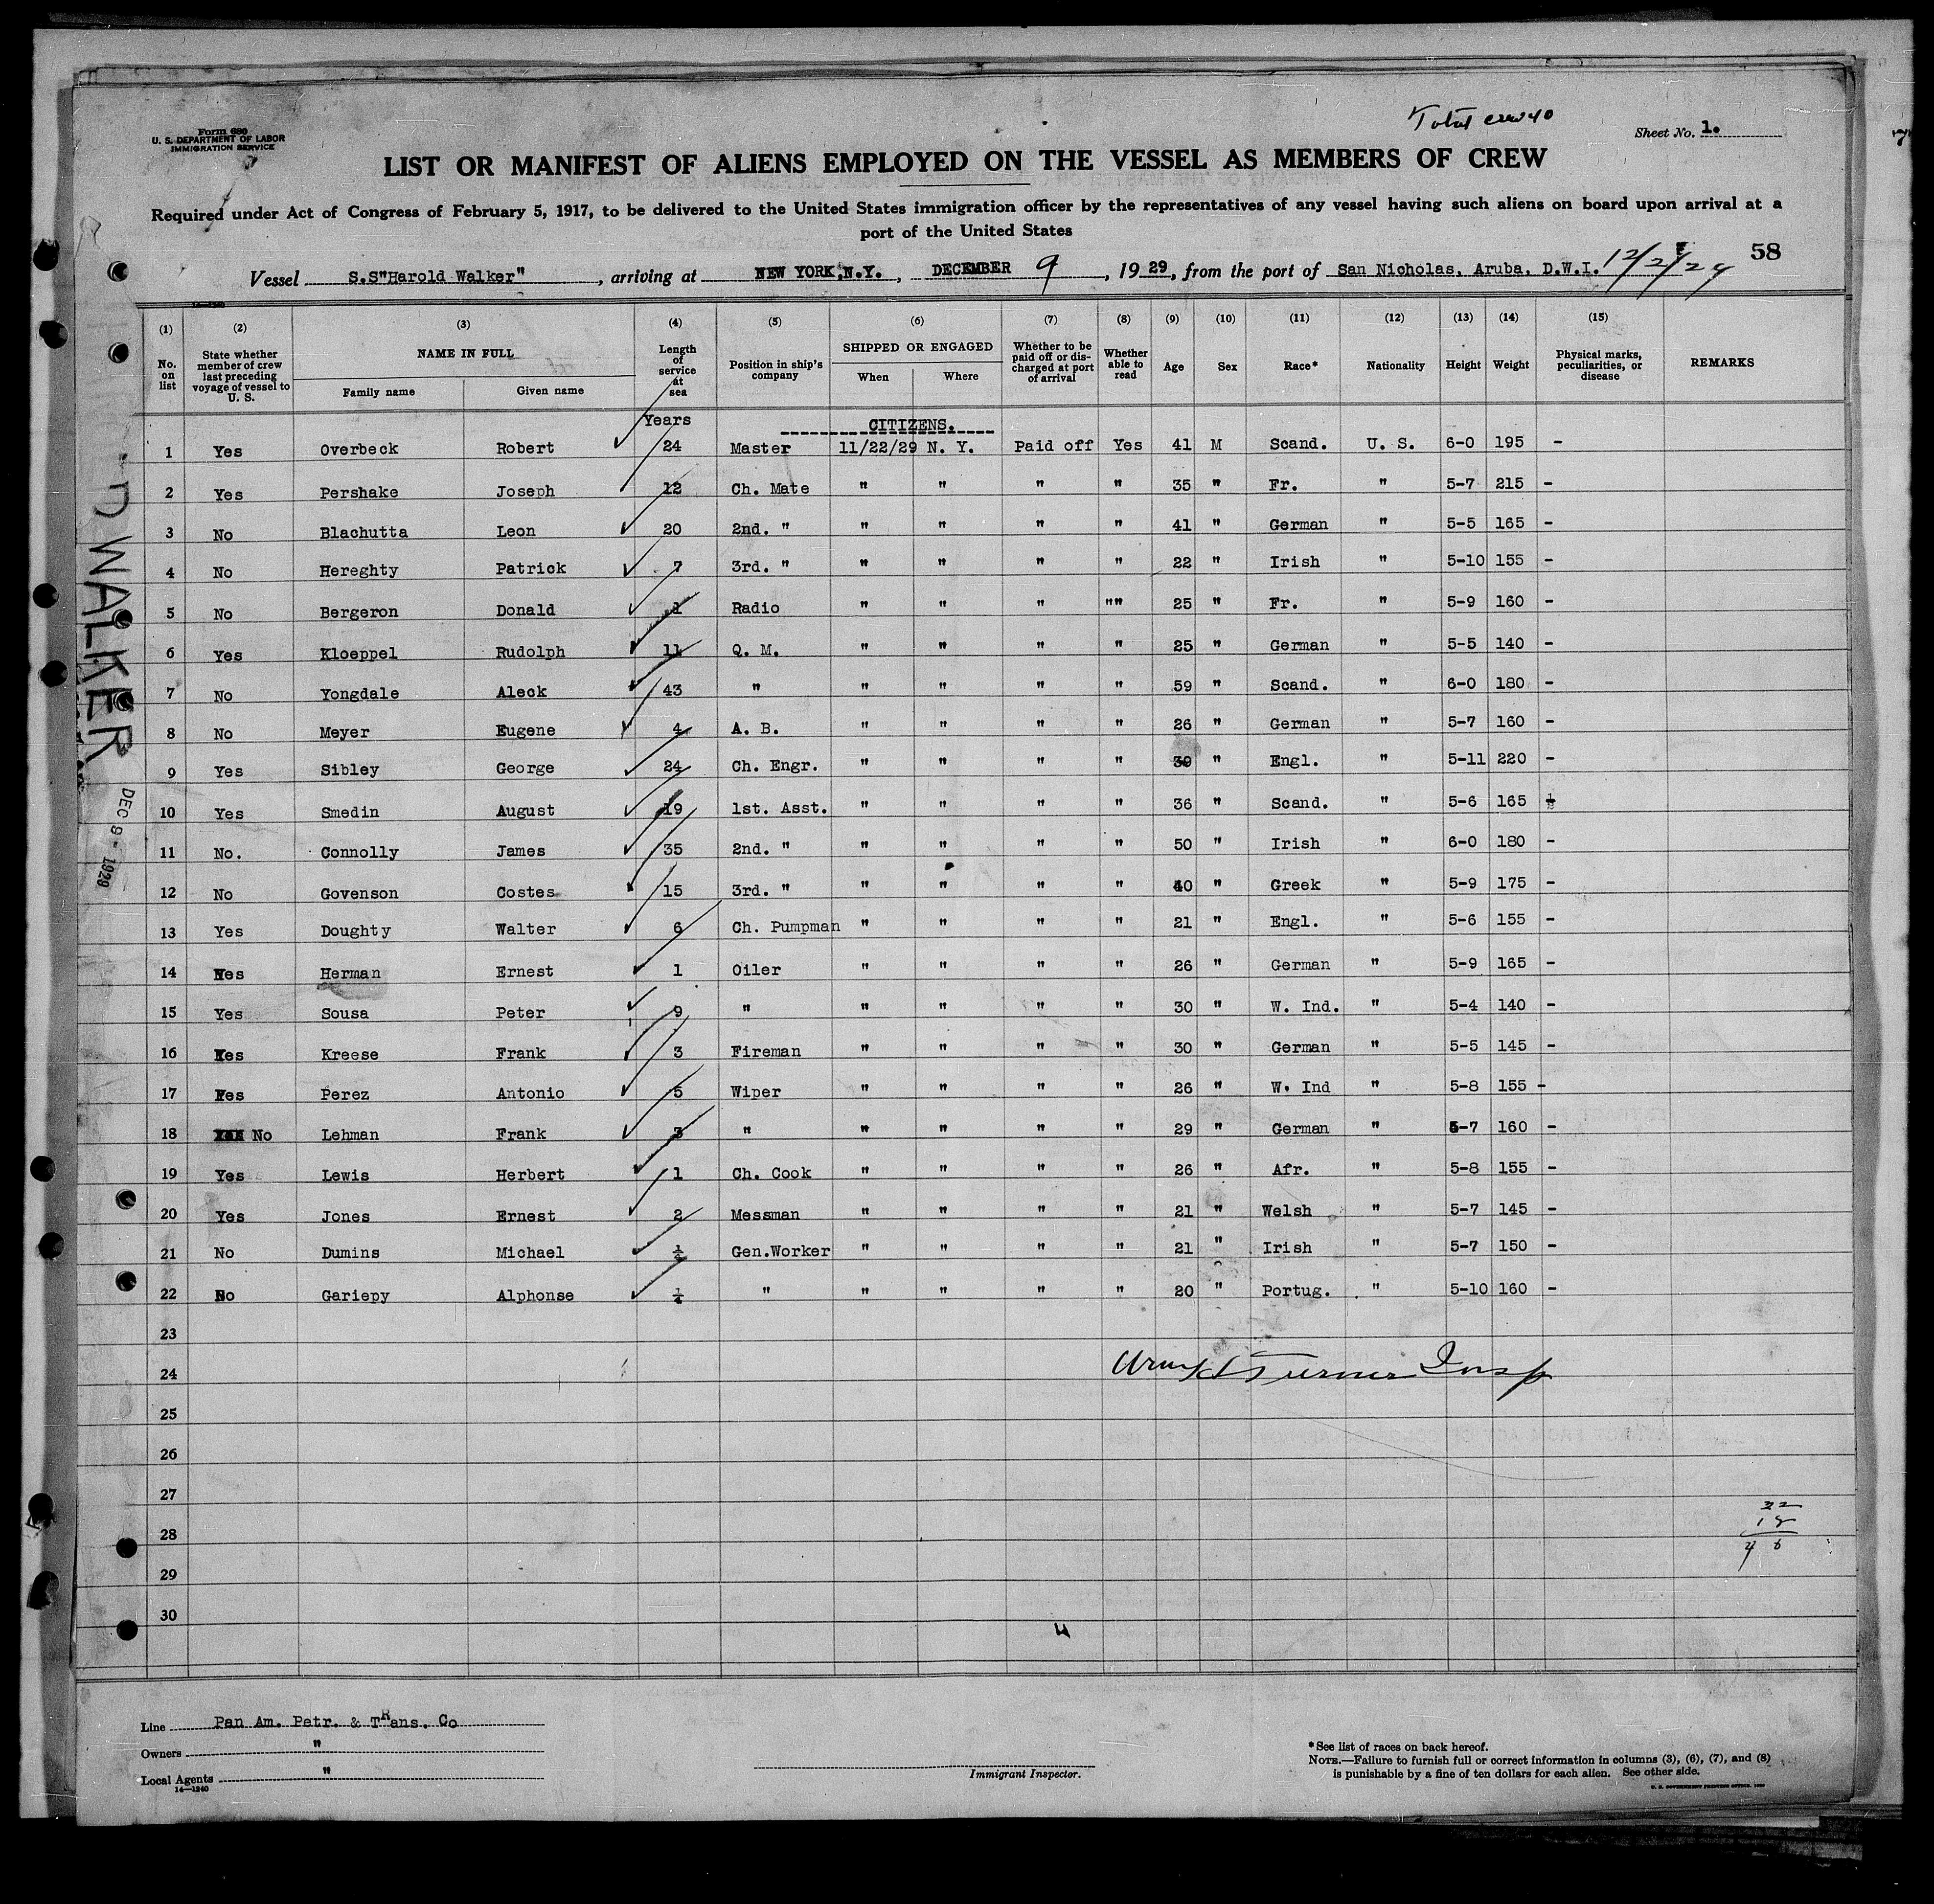 Total crew 40
Form 680
U. S. DEPARTMENT OF LABOR
IMMIGRATION SERVICE
Sheet No. 1.
LIST OR MANIFEST OF ALIENS EMPLOYED ON THE VESSEL AS MEMBERS OF CREW
Required under Act of Congress of February 5, 1917, to be delivered to the United States immigration officer by the representatives of any vessel having such aliens on board upon arrival at a
port of the United States
58
Vessel S.S"Harold Walker", arriving at NEW YORK,N.Y., DECEMBER 9, 1929, from the port of San Nicholas, Aruba, D.W.I.
(1) (2) (3) (4) (5) (6) (7) (8) (9) (10) (11) (12) (13) (14) (15)
No. on list State whether member of crew last preceding voyage of vessel to U. S. NAME IN FULL Family name Given name Length of service at sea Position in ship's company SHIPPED OR ENGAGED When Where Whether to be paid off or discharged at port of arrival Whether able to read Age Sex Race* Nationality Height Weight Physical marks, peculiarities, or disease REMARKS
Years CITIZENS.
1 Yes Overbeck Robert 24 Master 11/22/29 N. Y. Paid off Yes 41 M Scand. U. S. 6-0 195 -
2 Yes Pershake Joseph 12 Ch. Mate " " " " 35 " Fr. " 5-7 215 -
3 No Blachutta Leon 20 2nd. " " " " " 41 " German " 5-5 165 -
4 No Hereghty Patrick 7 3rd. " " " " " 22 " Irish " 5-10 155 -
5 No Bergeron Donald 1 Radio " " " "" 25 " Fr. " 5-9 160 -
6 Yes Kloeppel Rudolph 11 Q. M. " " " " 25 " German " 5-5 140 -
7 No Yongdale Aleck 43 " " " " " 59 " Scand. " 6-0 180 -
8 No Meyer Eugene 4 A. B. " " " " 26 " German " 5-7 160 -
9 Yes Sibley George 24 Ch. Engr. " " " " 39 " Engl. " 5-11 220 -
10 Yes Smedin August 19 1st. Asst. " " " " 36 " Scand. " 5-6 165
11 No. Connolly James 35 2nd. " " " " " 50 " Irish " 6-0 180 -
12 No Govenson Costes 15 3rd. " " " " " 40 " Greek " 5-9 175 -
13 Yes Doughty Walter 6 Ch. Pumpman " " " " 21 " Engl. " 5-6 155 -
14 Yes Herman Ernest 1 Oiler " " " " 26 " German " 5-9 165 -
15 Yes Sousa Peter 9 " " " " " 30 " W. Ind. " 5-4 140 -
16 Yes Kreese Frank 3 Fireman " " " " 30 " German " 5-5 145 -
17 Yes Perez Antonio 5 Wiper " " " " 26 " W. Ind " 5-8 155 -
18 No Lehman Frank 3 " " " " " 29 " German " 5-7 160 -
19 Yes Lewis Herbert 1 Ch. Cook " " " " 26 " Afr. " 5-8 155 -
20 Yes Jones Ernest 2 Messman " " " " 21 " Welsh " 5-7 145 -
21 No Dumins Michael ¼ Gen.Worker " " " " 21 " Irish " 5-7 150 -
22 No Gariepy Alphonse ¼ " " " " " 20 " Portug. " 5-10 160 -
23
24 Turner Insp
25
26
27
22
18
28
40
29
30
D WALKER
DEC 9 - 1929
Line Pan Am. Petr. & TRans. Co
Owners "
Local Agents "
14—1240
Immigrant Inspector.
*See list of races on back hereof.
NOTE.—Failure to furnish full or correct information in columns (3), (6), (7), and (8)
is punishable by a fine of ten dollars for each alien. See other side.